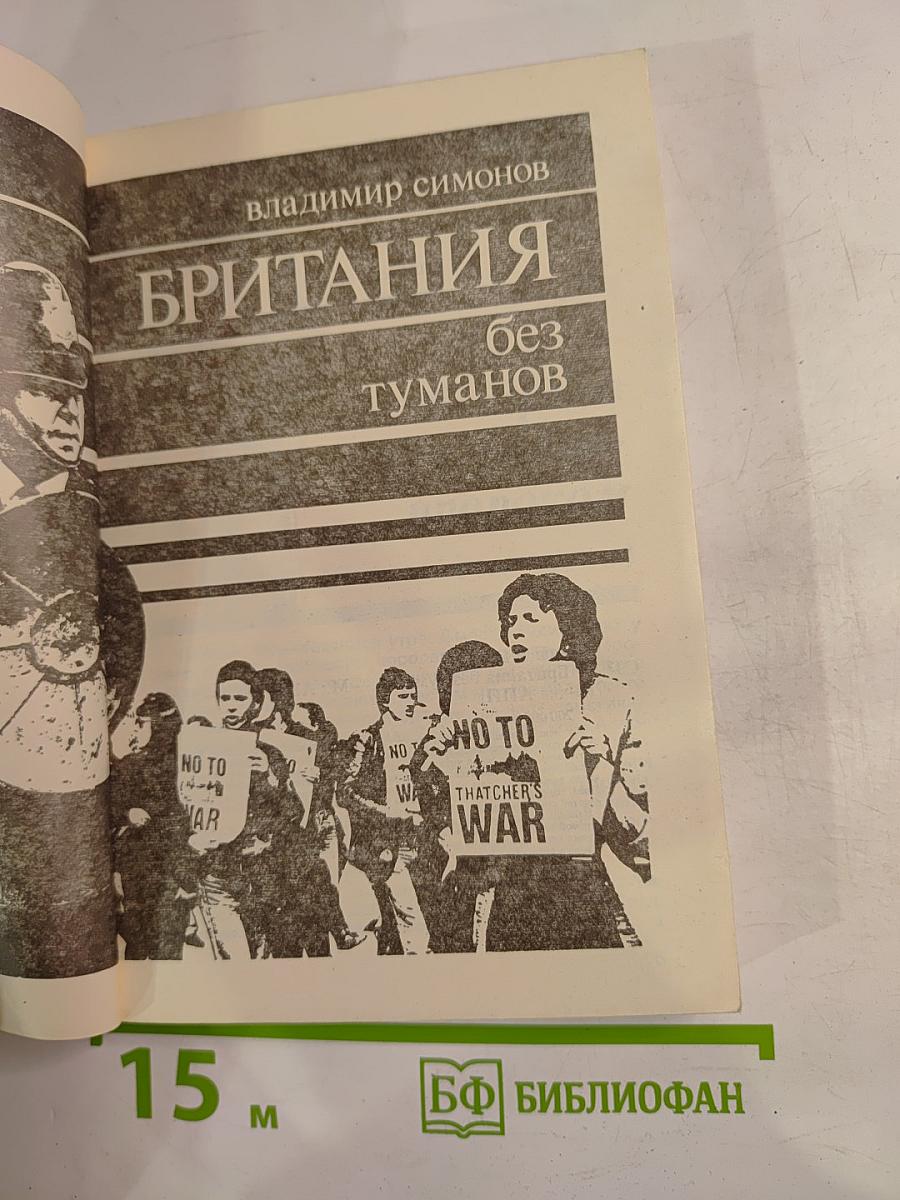 владимир симонов
БРИТАНИЯ
без
туманов
NO TO
WAR
NO TO
THATCHER'S
WAR
15 м
БФ БИБЛИОФАН